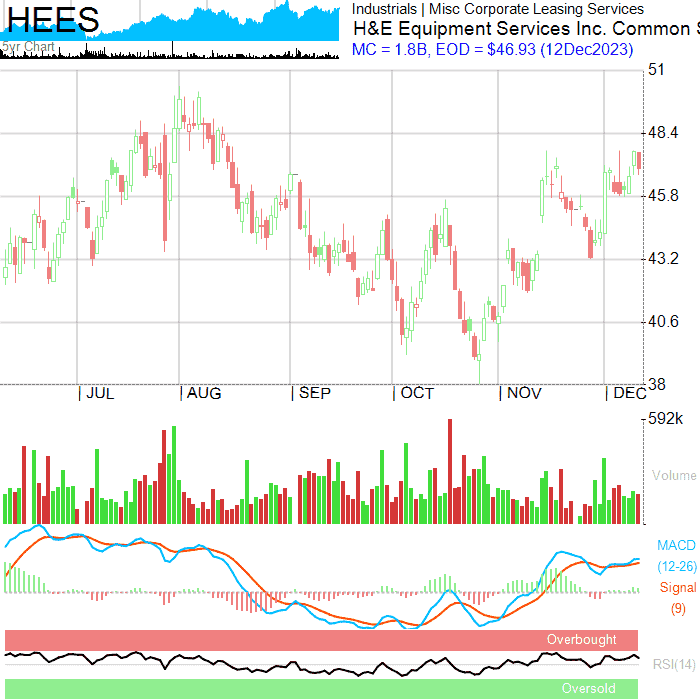 HEES
5yr Chart
Industrials | Misc Corporate Leasing Services
H&E Equipment Services Inc. Common S
MC = 1.8B, EOD = $46.93 (12Dec2023)
51
48.4
45.8
43.2
40.6
38
| JUL | AUG | SEP | OCT | NOV | DEC
592k
Volume
MACD
(12-26)
Signal
(9)
Overbought
RSI(14)
Oversold